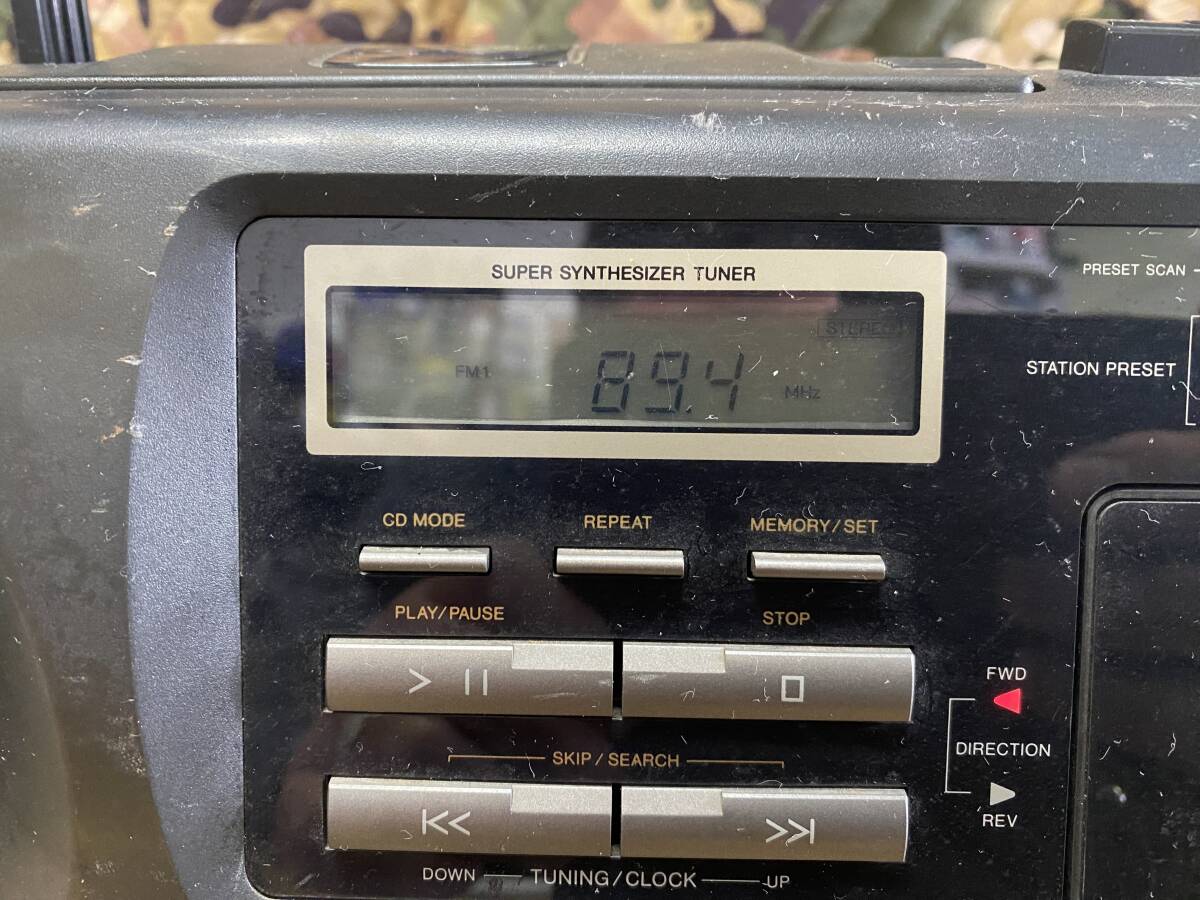 SUPER SYNTHESIZER TUNER
STEREO
FM1 89.4 MHz
PRESET SCAN
STATION PRESET
CD MODE REPEAT MEMORY/SET
PLAY/PAUSE STOP
FWD
DIRECTION
REV
SKIP/SEARCH
DOWN TUNING/CLOCK UP